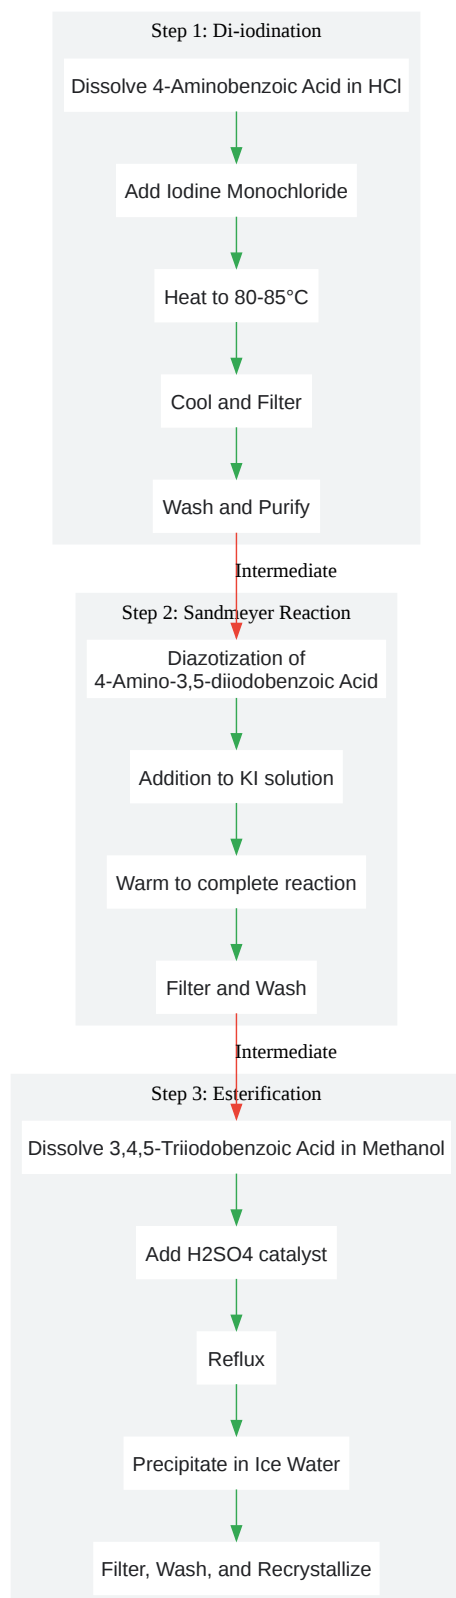 Step 1: Di-iodination
Dissolve 4-Aminobenzoic Acid in HCl
Add Iodine Monochloride
Heat to 80-85°C
Cool and Filter
Wash and Purify
Intermediate
Step 2: Sandmeyer Reaction
Diazotization of
4-Amino-3,5-diiodobenzoic Acid
Addition to KI solution
Warm to complete reaction
Filter and Wash
Intermediate
Step 3: Esterification
Dissolve 3,4,5-Triiodobenzoic Acid in Methanol
Add H2SO4 catalyst
Reflux
Precipitate in Ice Water
Filter, Wash, and Recrystallize